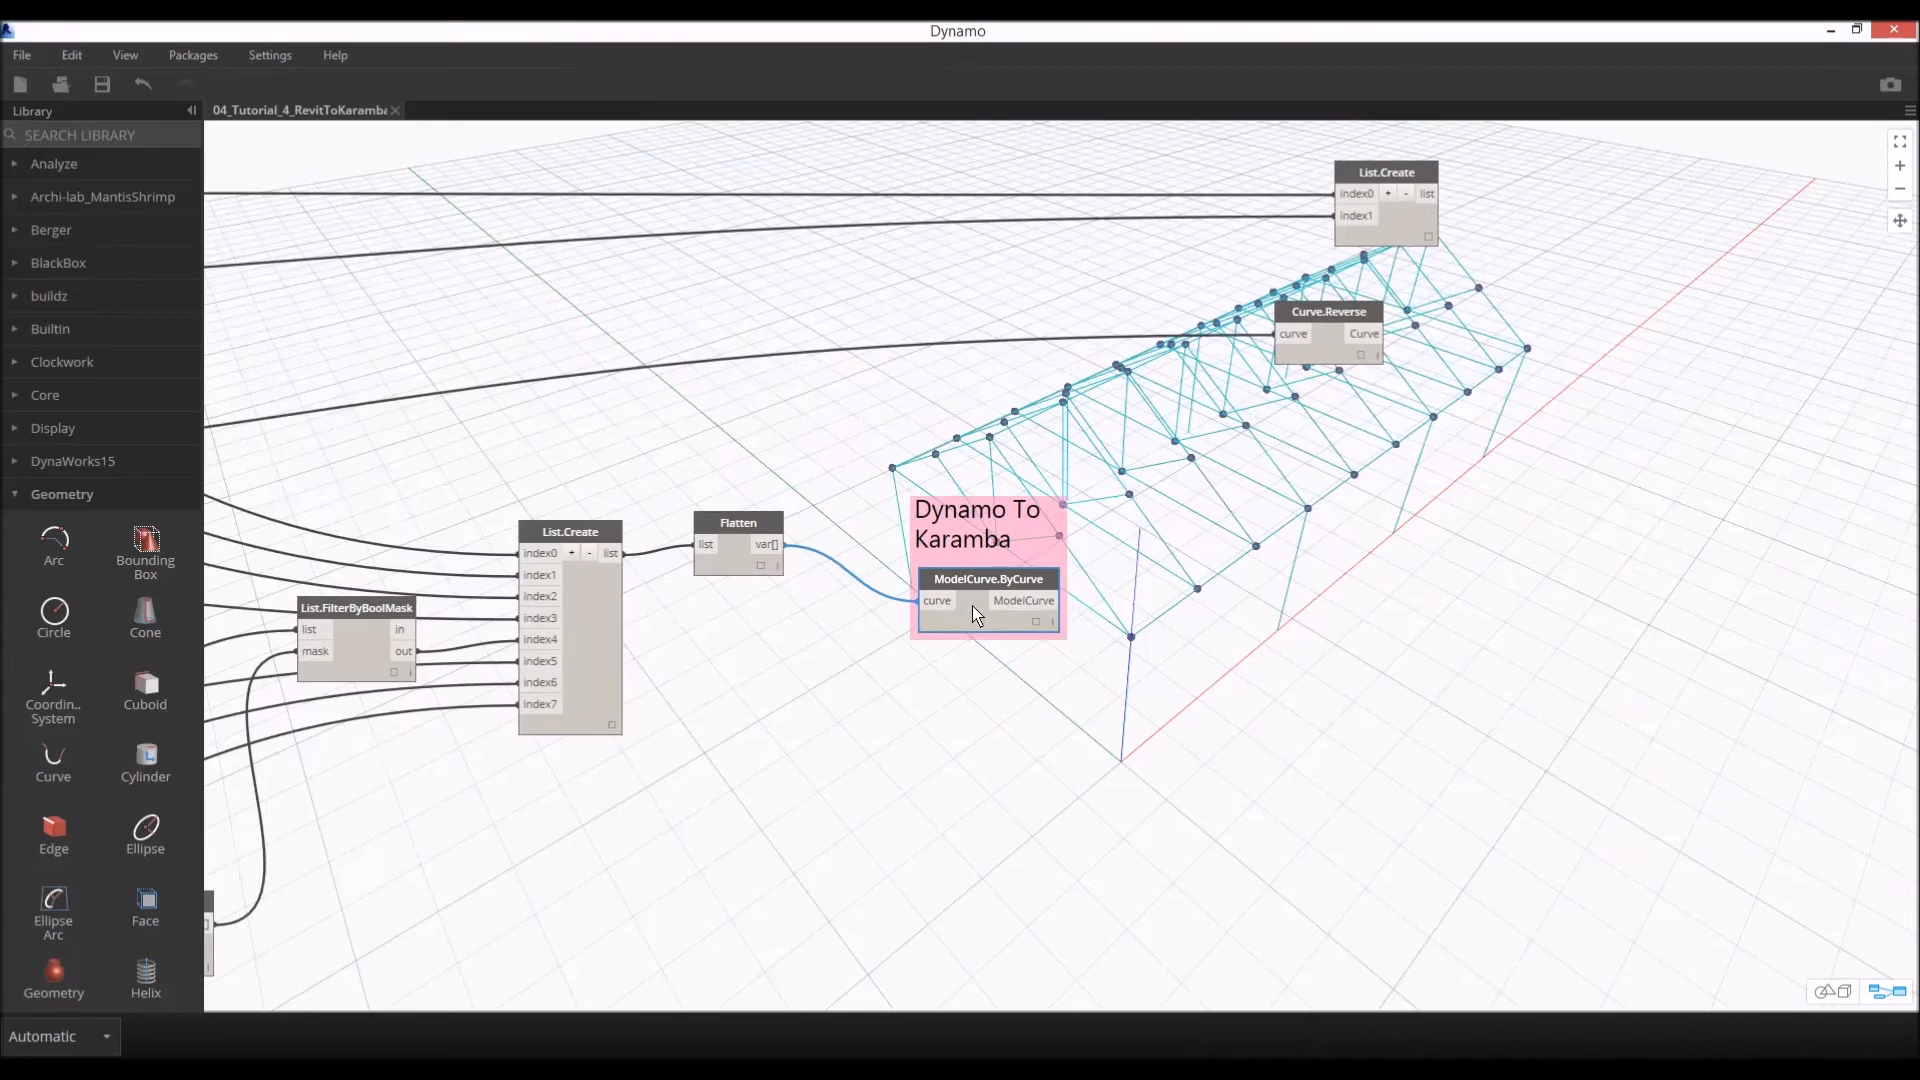 Dynamo
File Edit View Packages Settings Help
Library
04_Tutorial_4_RevitToKaramba
SEARCH LIBRARY
Analyze
Archi-lab_MantisShrimp
Berger
BlackBox
buildz
BuiltIn
Clockwork
Core
Display
DynaWorks15
Geometry
Arc
Bounding
Box
Circle
Cone
Coordin..
System
Cuboid
Curve
Cylinder
Edge
Ellipse
Ellipse
Arc
Face
Geometry
Helix
Automatic
List.Create
index0 + - list
index1
Curve.Reverse
curve Curve
List.FilterByBoolMask
list in
mask out
List.Create
index0 + - list
index1
index2
index3
index4
index5
index6
index7
Flatten
list var[]
Dynamo To
Karamba
ModelCurve.ByCurve
curve ModelCurve